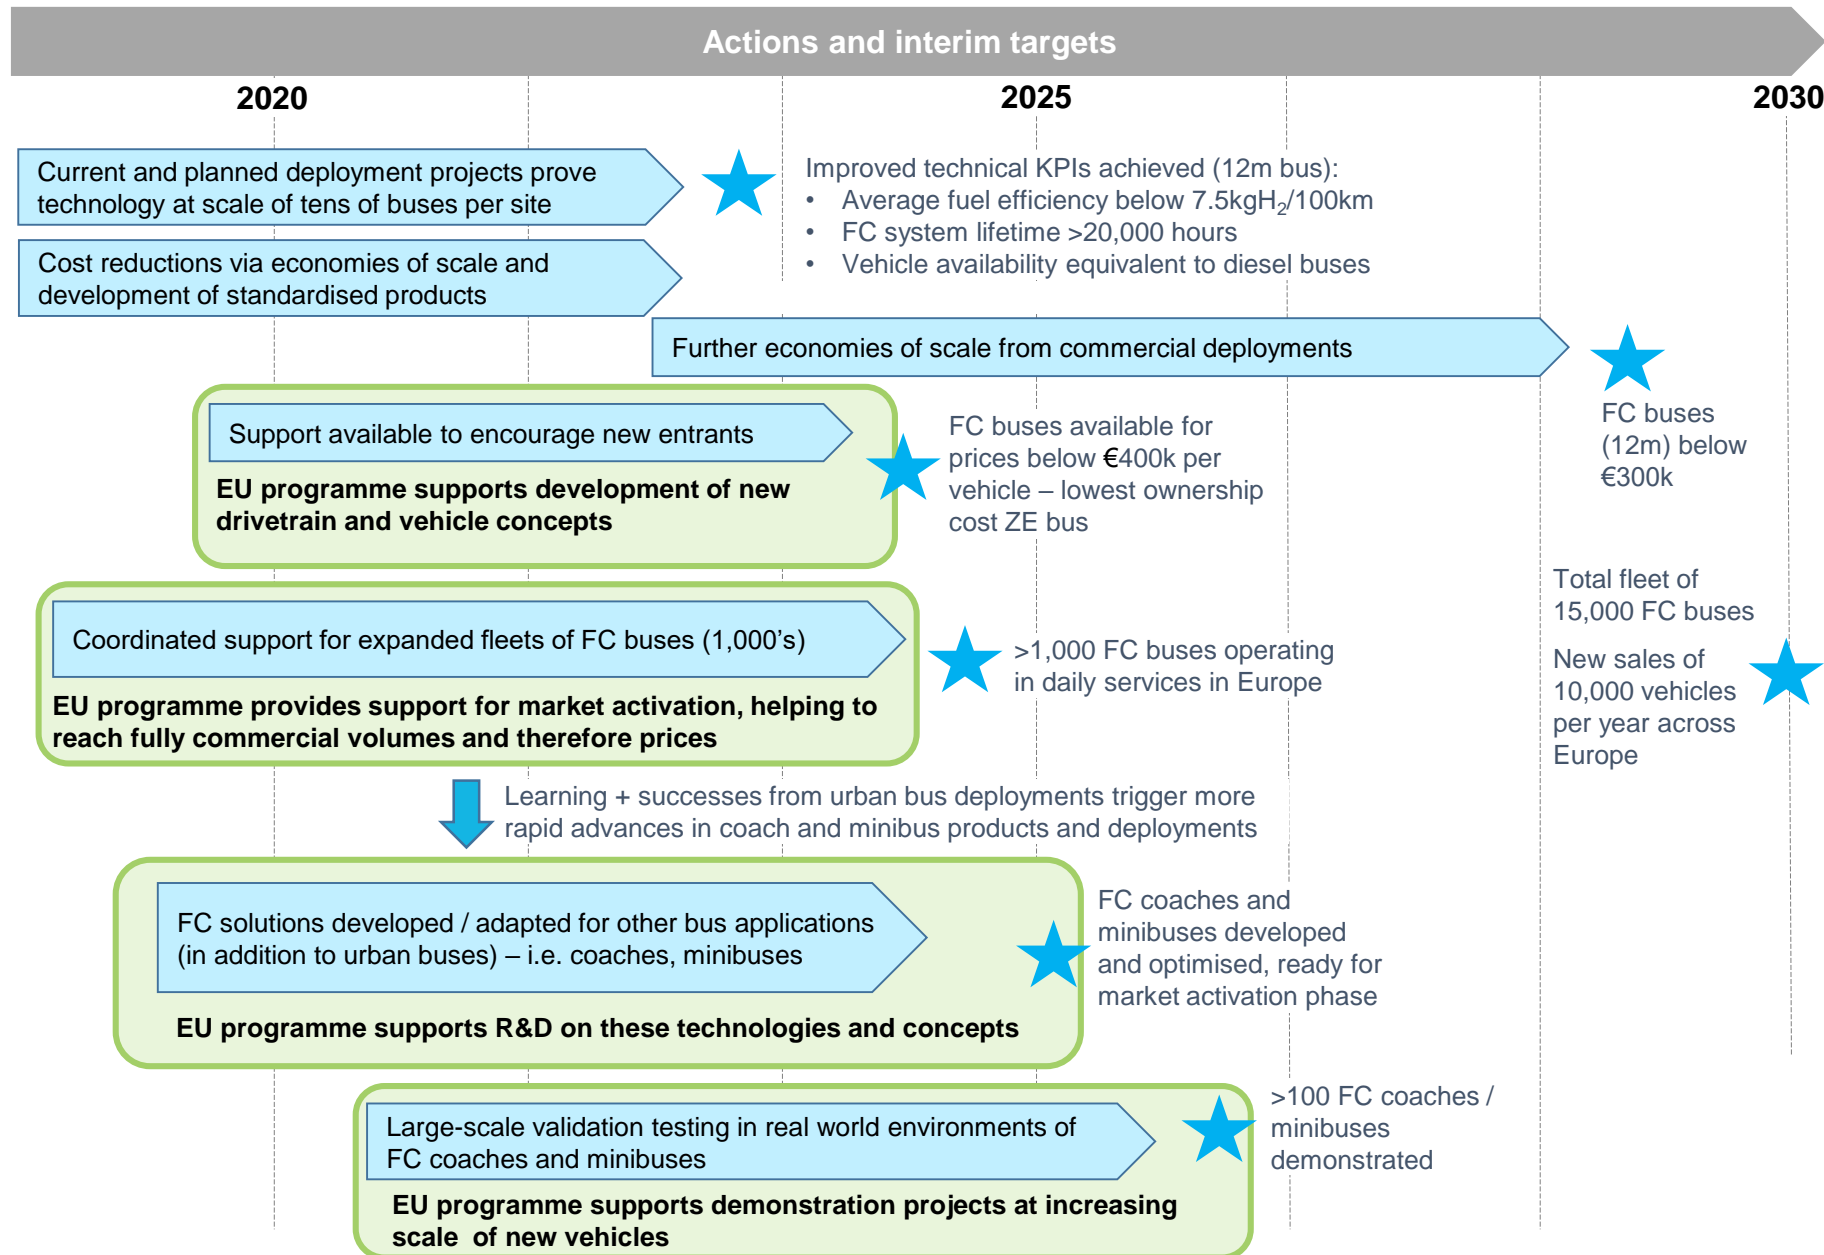 Actions and interim targets
2020
2025
2030
Current and planned deployment projects prove
technology at scale of tens of buses per site
Improved technical KPIs achieved (12m bus):
• Average fuel efficiency below 7.5kgH₂/100km
• FC system lifetime >20,000 hours
• Vehicle availability equivalent to diesel buses
Cost reductions via economies of scale and
development of standardised products
Further economies of scale from commercial deployments
FC buses
(12m) below
€300k
Support available to encourage new entrants
EU programme supports development of new
drivetrain and vehicle concepts
FC buses available for
prices below €400k per
vehicle – lowest ownership
cost ZE bus
Coordinated support for expanded fleets of FC buses (1,000’s)
EU programme provides support for market activation, helping to
reach fully commercial volumes and therefore prices
>1,000 FC buses operating
in daily services in Europe
Total fleet of
15,000 FC buses
New sales of
10,000 vehicles
per year across
Europe
Learning + successes from urban bus deployments trigger more
rapid advances in coach and minibus products and deployments
FC solutions developed / adapted for other bus applications
(in addition to urban buses) – i.e. coaches, minibuses
EU programme supports R&D on these technologies and concepts
FC coaches and
minibuses developed
and optimised, ready for
market activation phase
Large-scale validation testing in real world environments of
FC coaches and minibuses
EU programme supports demonstration projects at increasing
scale of new vehicles
>100 FC coaches /
minibuses
demonstrated